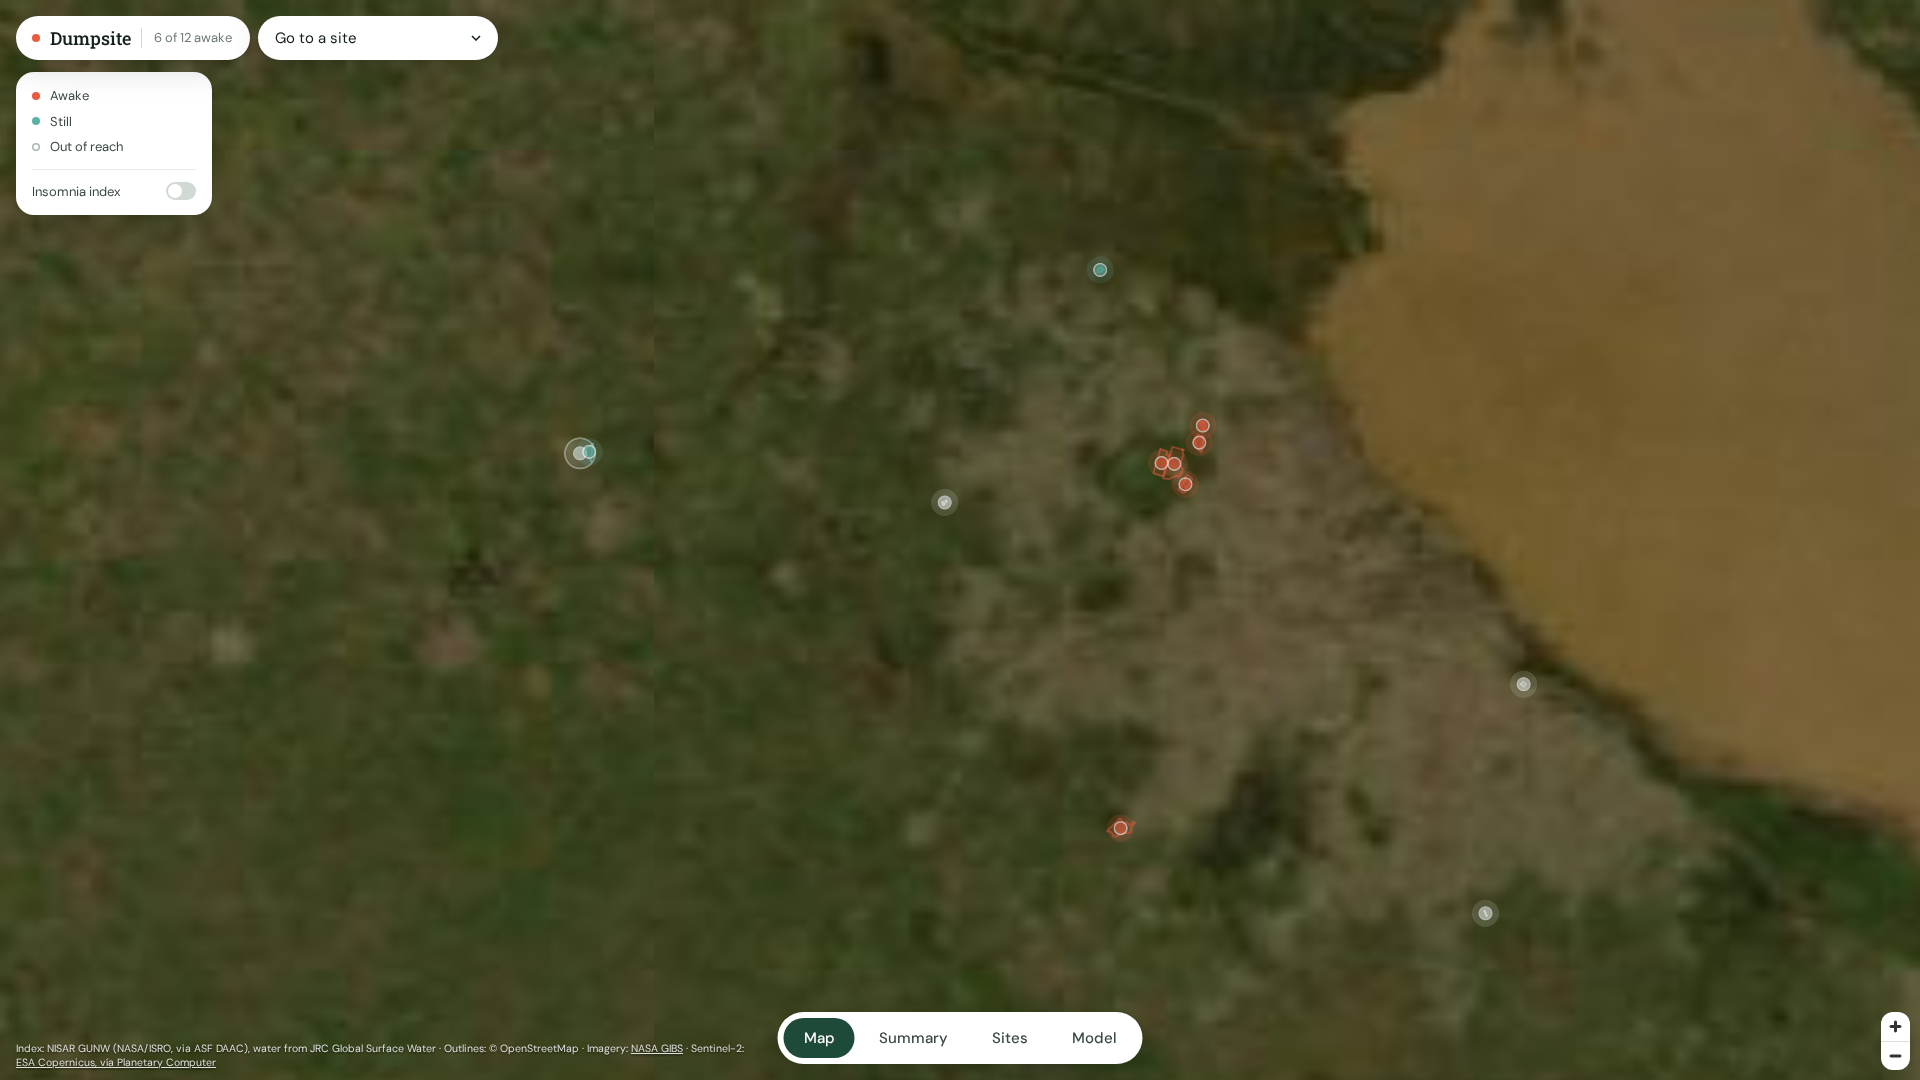 Dumpsite
6 of 12 awake
Go to a site
Awake
Still
Out of reach
Insomnia index
Map
Summary
Sites
Model
Index: NISAR GUNW (NASA/ISRO, via ASF DAAC), water from JRC Global Surface Water · Outlines: © OpenStreetMap · Imagery: NASA GIBS · Sentinel-2:
ESA Copernicus, via Planetary Computer